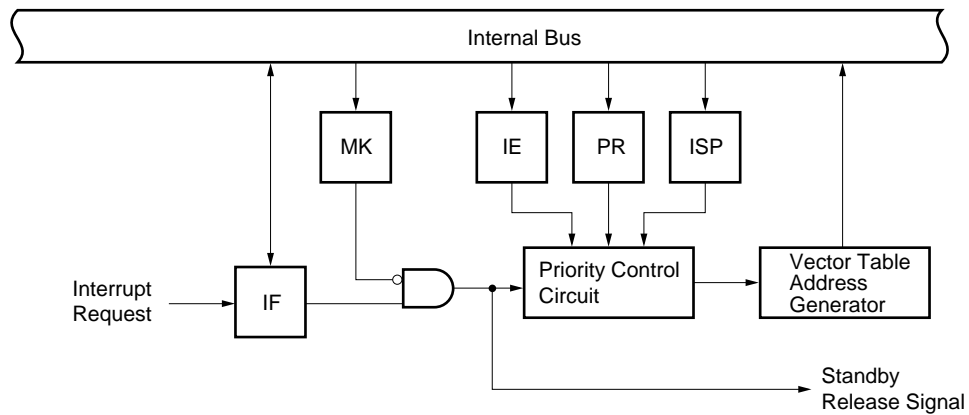 Internal Bus
MK
IE
PR
ISP
Interrupt
Request
IF
Priority Control
Circuit
Vector Table
Address
Generator
Standby
Release Signal